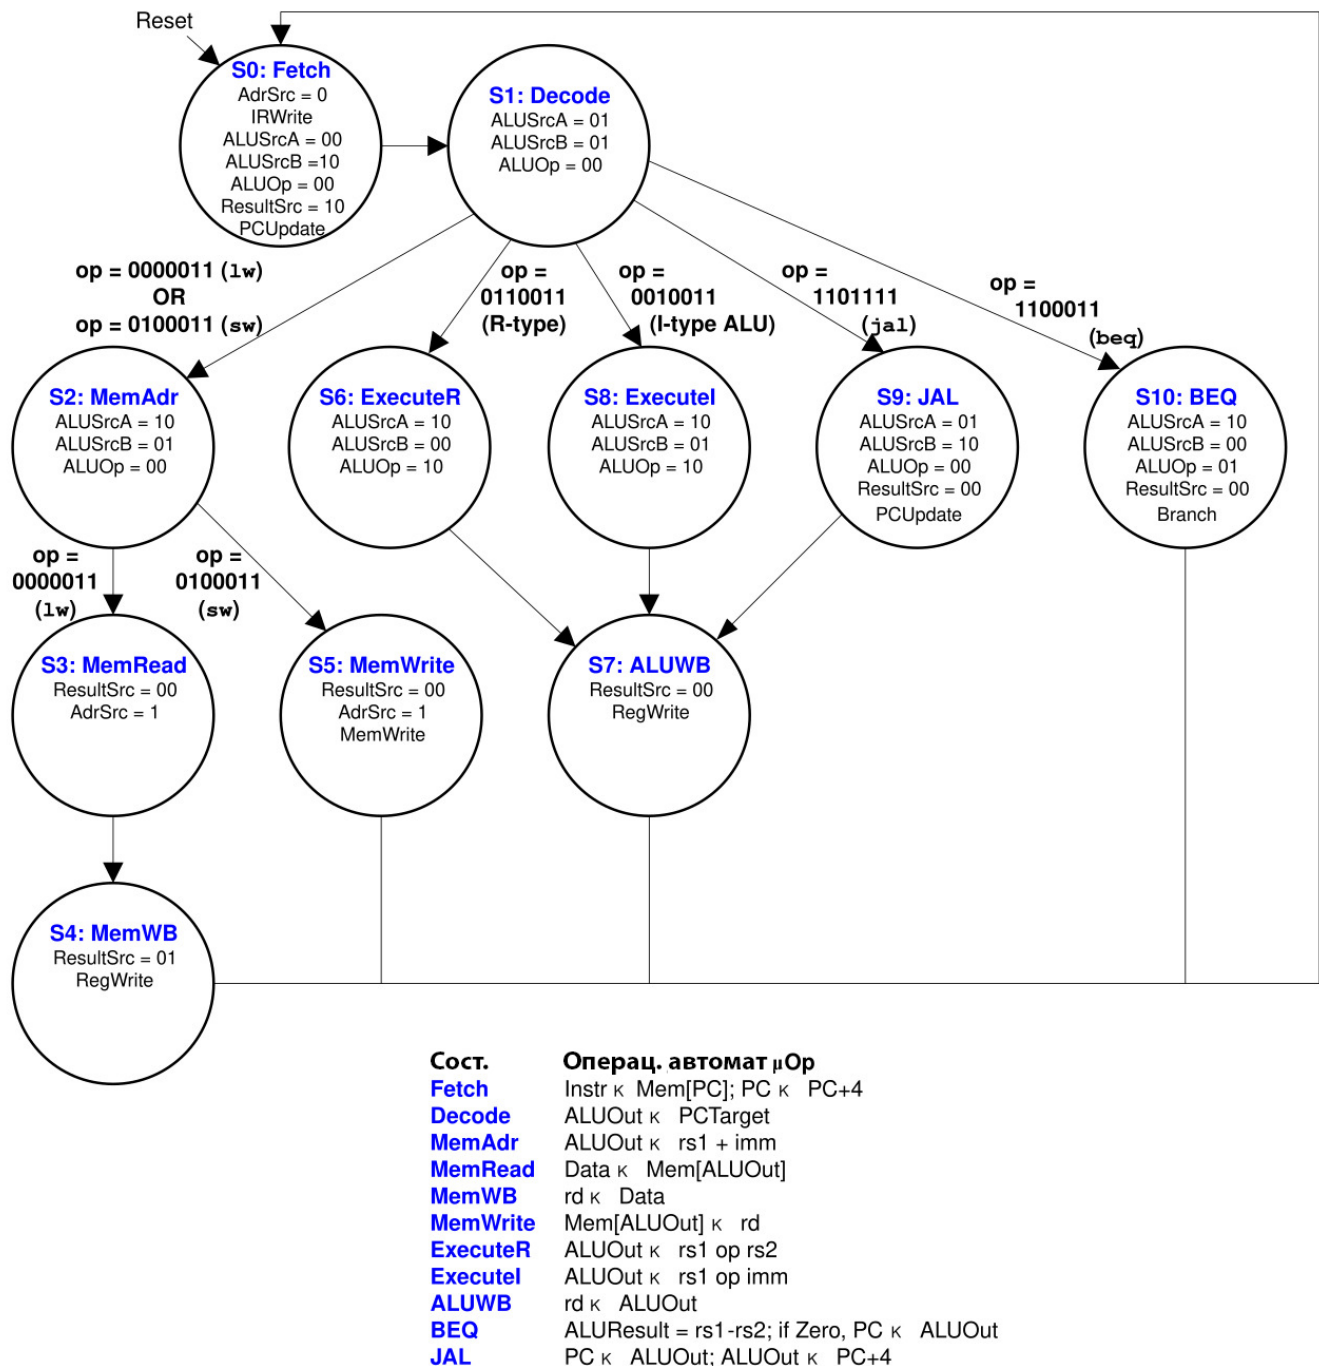 Reset
S0: Fetch
AdrSrc = 0
IRWrite
ALUSrcA = 00
ALUSrcB =10
ALUOp = 00
ResultSrc = 10
PCUpdate
S1: Decode
ALUSrcA = 01
ALUSrcB = 01
ALUOp = 00
op = 0000011 (lw)
OR
op = 0100011 (sw)
op =
0110011
(R-type)
op =
0010011
(I-type ALU)
op =
1101111
(jal)
op =
1100011
(beq)
S2: MemAdr
ALUSrcA = 10
ALUSrcB = 01
ALUOp = 00
S6: ExecuteR
ALUSrcA = 10
ALUSrcB = 00
ALUOp = 10
S8: ExecuteI
ALUSrcA = 10
ALUSrcB = 01
ALUOp = 10
S9: JAL
ALUSrcA = 01
ALUSrcB = 10
ALUOp = 00
ResultSrc = 00
PCUpdate
S10: BEQ
ALUSrcA = 10
ALUSrcB = 00
ALUOp = 01
ResultSrc = 00
Branch
op =
0000011
(lw)
op =
0100011
(sw)
S3: MemRead
ResultSrc = 00
AdrSrc = 1
S5: MemWrite
ResultSrc = 00
AdrSrc = 1
MemWrite
S7: ALUWB
ResultSrc = 00
RegWrite
S4: MemWB
ResultSrc = 01
RegWrite
Сост. Операц. автомат µOp
Fetch Instr к Mem[PC]; PC к PC+4
Decode ALUOut к PCTarget
MemAdr ALUOut к rs1 + imm
MemRead Data к Mem[ALUOut]
MemWB rd к Data
MemWrite Mem[ALUOut] к rd
ExecuteR ALUOut к rs1 op rs2
ExecuteI ALUOut к rs1 op imm
ALUWB rd к ALUOut
BEQ ALUResult = rs1-rs2; if Zero, PC к ALUOut
JAL PC к ALUOut; ALUOut к PC+4